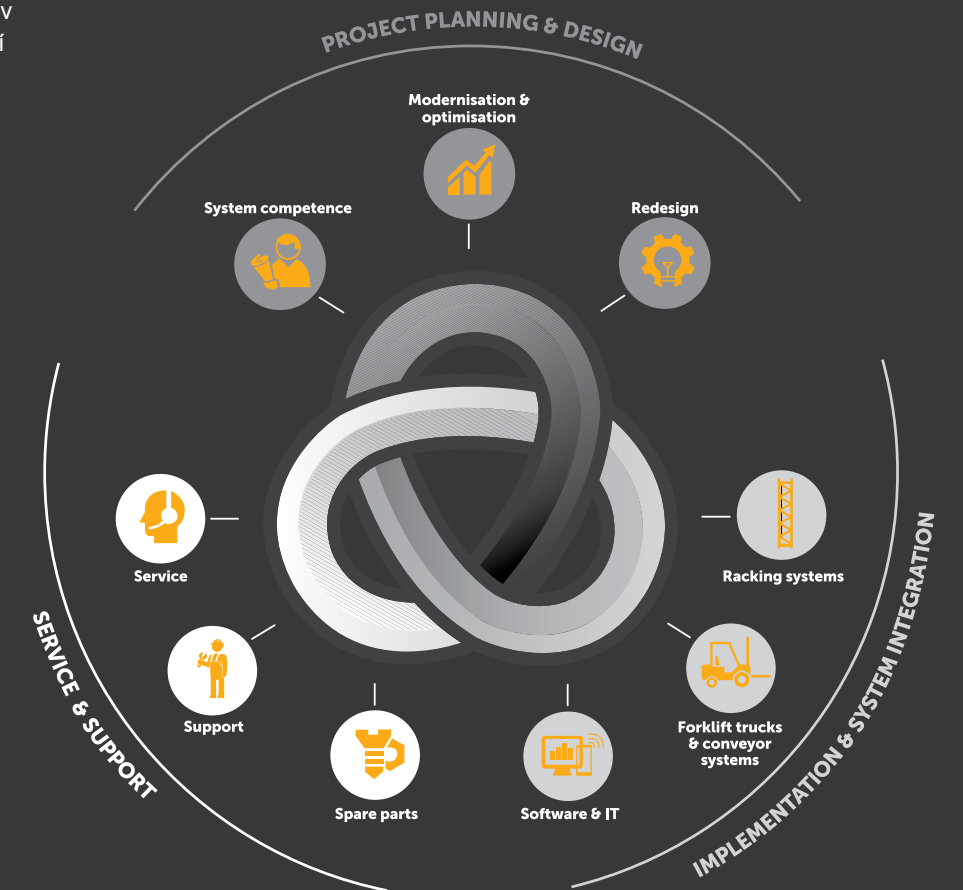 v
í
PROJECT PLANNING & DESIGN
Modernisation &
optimisation
System competence
Redesign
Service
Racking systems
Support
Forklift trucks
& conveyor
systems
Spare parts
Software & IT
SERVICE & SUPPORT
IMPLEMENTATION & SYSTEM INTEGRATION